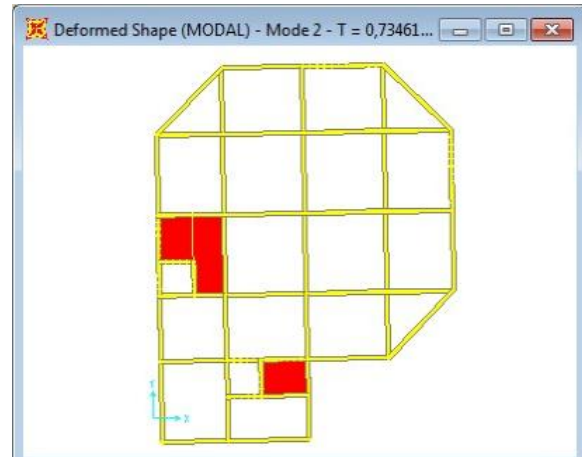 Deformed Shape (MODAL) - Mode 2 - T = 0,73461...
Y
X